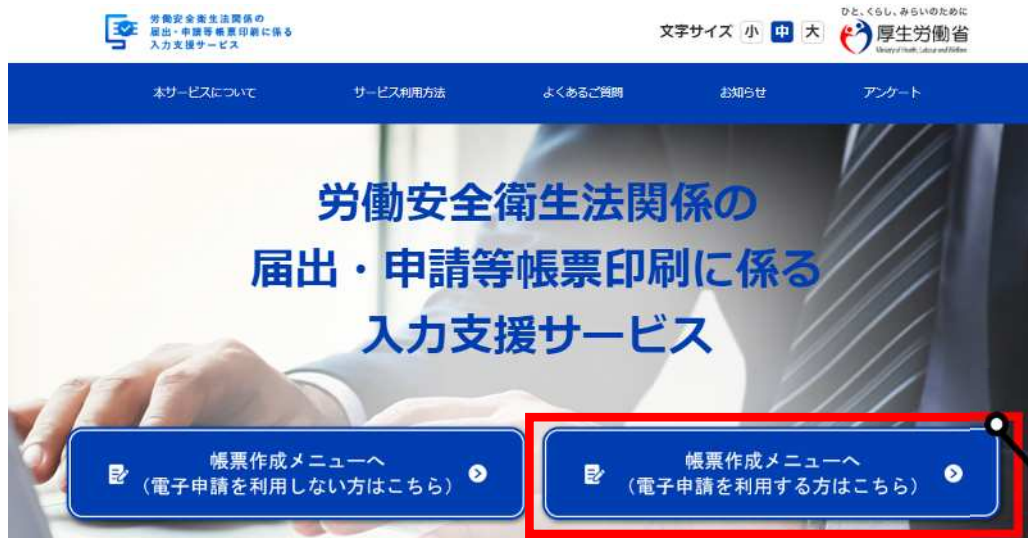 労働安全衛生法関係の
届出・申請等帳票印刷に係る
入力支援サービス
文字サイズ 小 中 大
ひと、くらし、みらいのために
厚生労働省
Ministry of Health, Labour and Welfare
本サービスについて サービス利用方法 よくあるご質問 お知らせ アンケート
労働安全衛生法関係の
届出・申請等帳票印刷に係る
入力支援サービス
帳票作成メニューへ
(電子申請を利用しない方はこちら)
帳票作成メニューへ
(電子申請を利用する方はこちら)